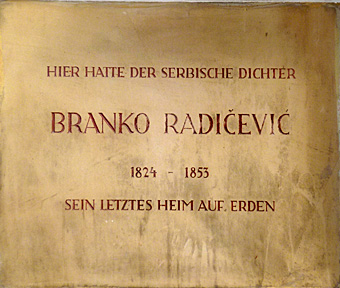 HIER HATTE DER SERBISCHE DICHTER
BRANKO RADIČEVIĆ
1824 - 1853
SEIN LETZTES HEIM AUF ERDEN